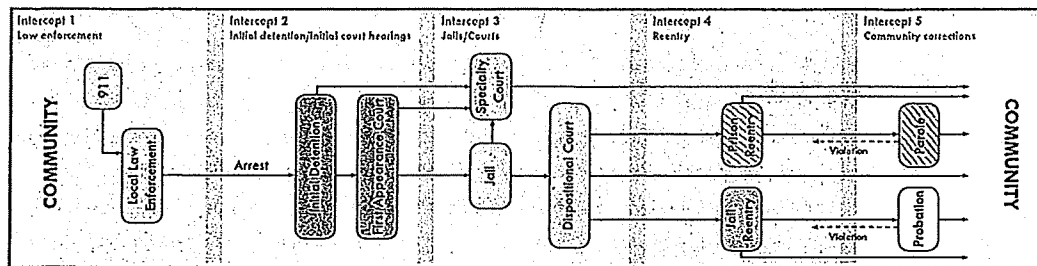 Intercept 1
Law enforcement
Intercept 2
Initial detention/Initial court hearings
Intercept 3
Jails/Courts
Intercept 4
Reentry
Intercept 5
Community corrections
COMMUNITY
911
Local Law
Enforcement
Arrest
Initial Detention
First Appearance Court
Specialty
Court
Jail
Dispositional Court
Prison
Reentry
Jail
Reentry
Violation
Parole
Violation
Probation
COMMUNITY